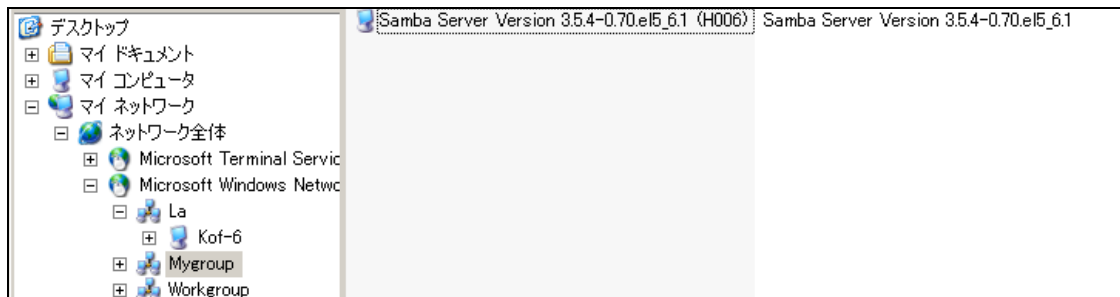 デスクトップ
マイ ドキュメント
マイ コンピュータ
マイ ネットワーク
ネットワーク全体
Microsoft Terminal Servic
Microsoft Windows Netwo
La
Kof-6
Mygroup
Workgroup
Samba Server Version 3.5.4-0.70.el5_6.1 (H006) Samba Server Version 3.5.4-0.70.el5_6.1